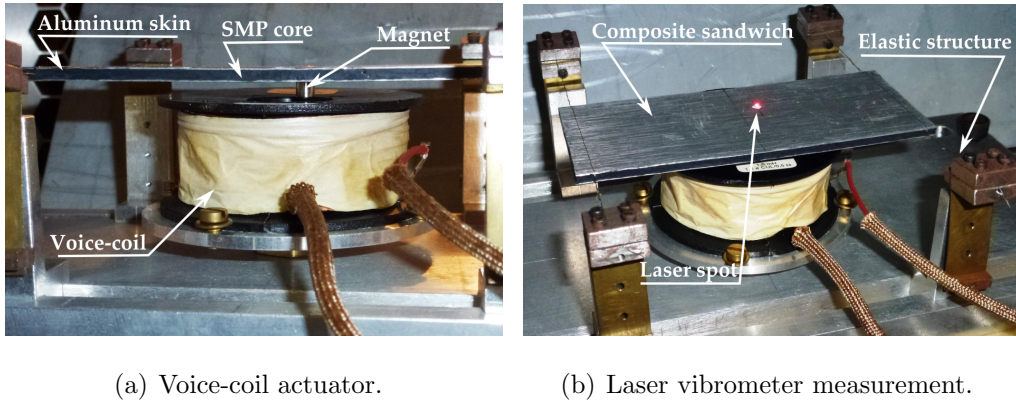 Aluminum skin
SMP core
Magnet
Voice-coil
Composite sandwich
Elastic structure
Laser spot
(a) Voice-coil actuator.
(b) Laser vibrometer measurement.